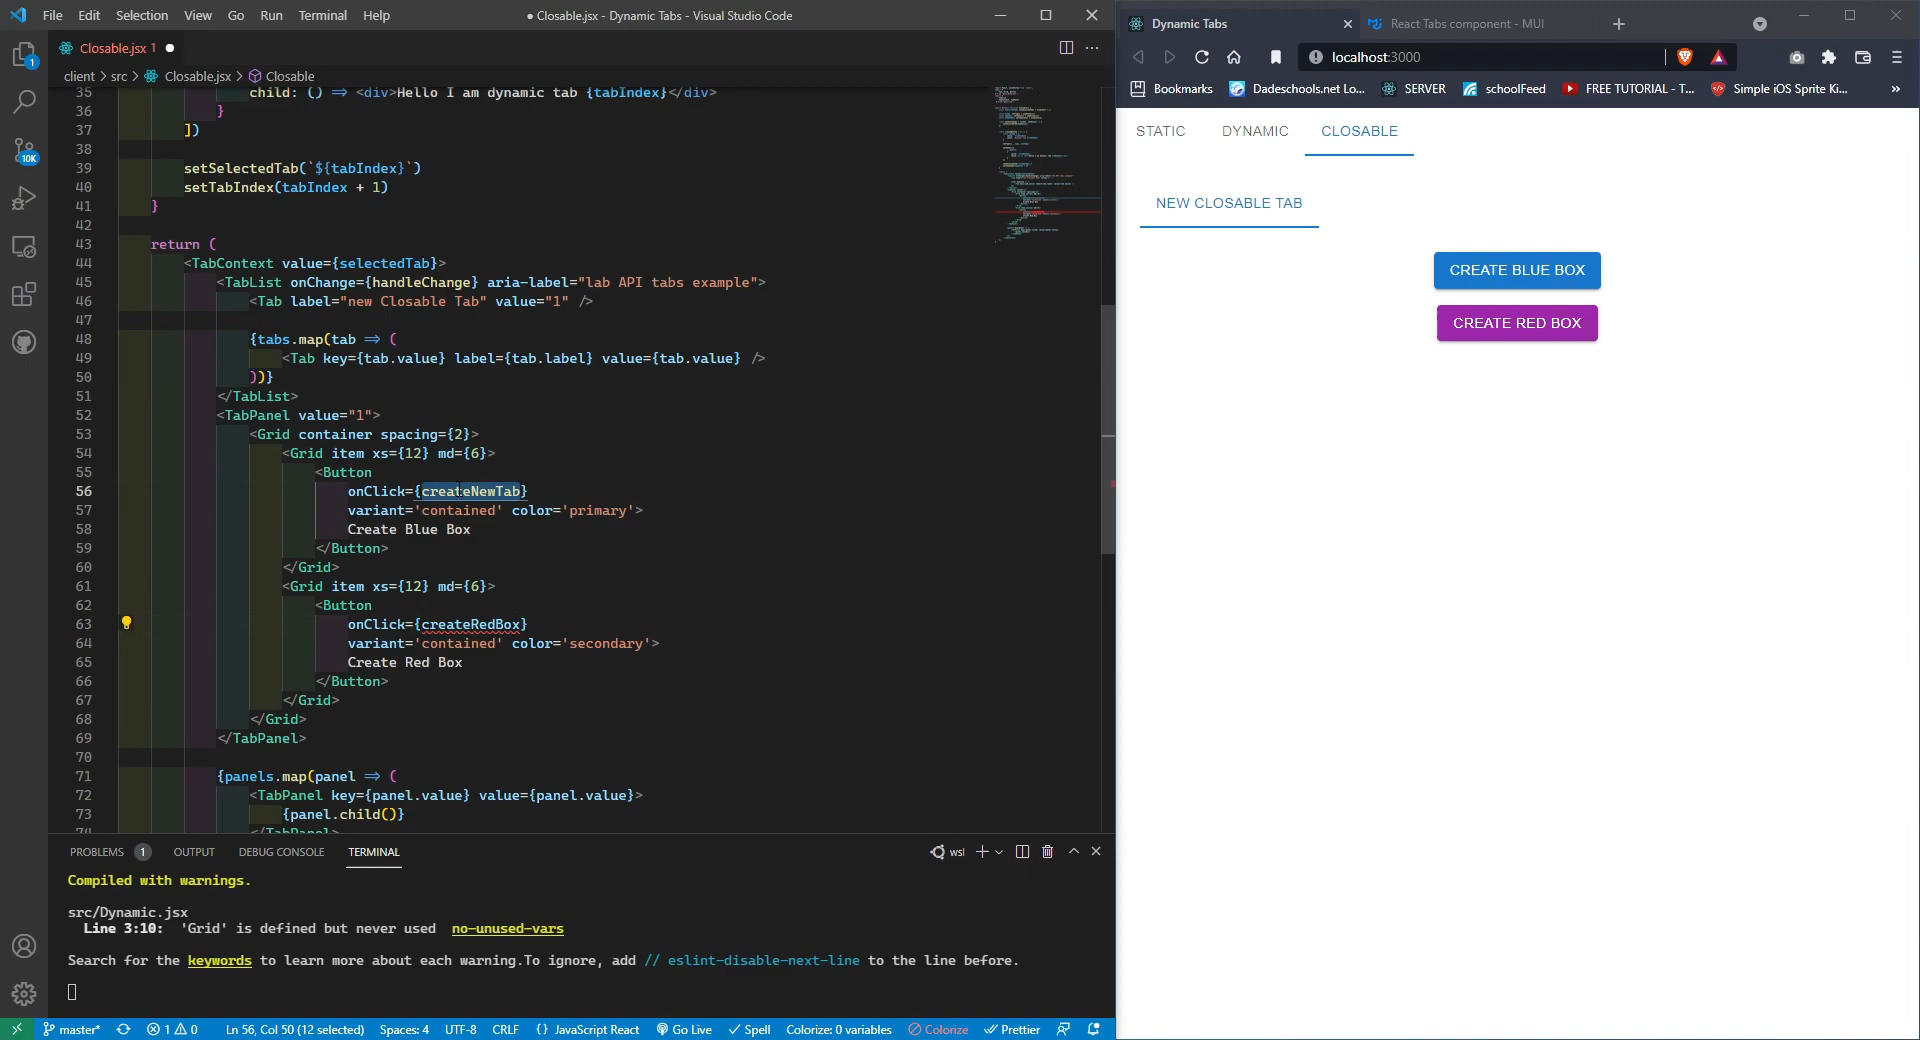 File Edit Selection View Go Run Terminal Help
● Closable.jsx - Dynamic Tabs - Visual Studio Code
Closable.jsx 1 ●
client > src > Closable.jsx > Closable
35 child: () => <div>Hello I am dynamic tab {tabIndex}</div>
36 }
37 ])
38
39 setSelectedTab(`${tabIndex}`)
40 setTabIndex(tabIndex + 1)
41 }
42
43 return (
44 <TabContext value={selectedTab}>
45 <TabList onChange={handleChange} aria-label="lab API tabs example">
46 <Tab label="new Closable Tab" value="1" />
47
48 {tabs.map(tab => (
49 <Tab key={tab.value} label={tab.label} value={tab.value} />
50 ))}
51 </TabList>
52 <TabPanel value="1">
53 <Grid container spacing={2}>
54 <Grid item xs={12} md={6}>
55 <Button
56 onClick={createNewTab}
57 variant='contained' color='primary'>
58 Create Blue Box
59 </Button>
60 </Grid>
61 <Grid item xs={12} md={6}>
62 <Button
63 onClick={createRedBox}
64 variant='contained' color='secondary'>
65 Create Red Box
66 </Button>
67 </Grid>
68 </Grid>
69 </TabPanel>
70
71 {panels.map(panel => (
72 <TabPanel key={panel.value} value={panel.value}>
73 {panel.child()}
74 </TabPanel>
1
10K
PROBLEMS 1 OUTPUT DEBUG CONSOLE TERMINAL
wsl
Compiled with warnings.
src/Dynamic.jsx
Line 3:10: 'Grid' is defined but never used no-unused-vars
Search for the keywords to learn more about each warning.To ignore, add // eslint-disable-next-line to the line before.
master* 1 0 Ln 56, Col 50 (12 selected) Spaces: 4 UTF-8 CRLF {} JavaScript React Go Live Spell Colorize: 0 variables Colorize Prettier
Dynamic Tabs
React Tabs component - MUI
localhost:3000
Bookmarks Dadeschools.net Lo... SERVER schoolFeed FREE TUTORIAL - T... Simple iOS Sprite Ki... »
STATIC DYNAMIC CLOSABLE
NEW CLOSABLE TAB
CREATE BLUE BOX
CREATE RED BOX